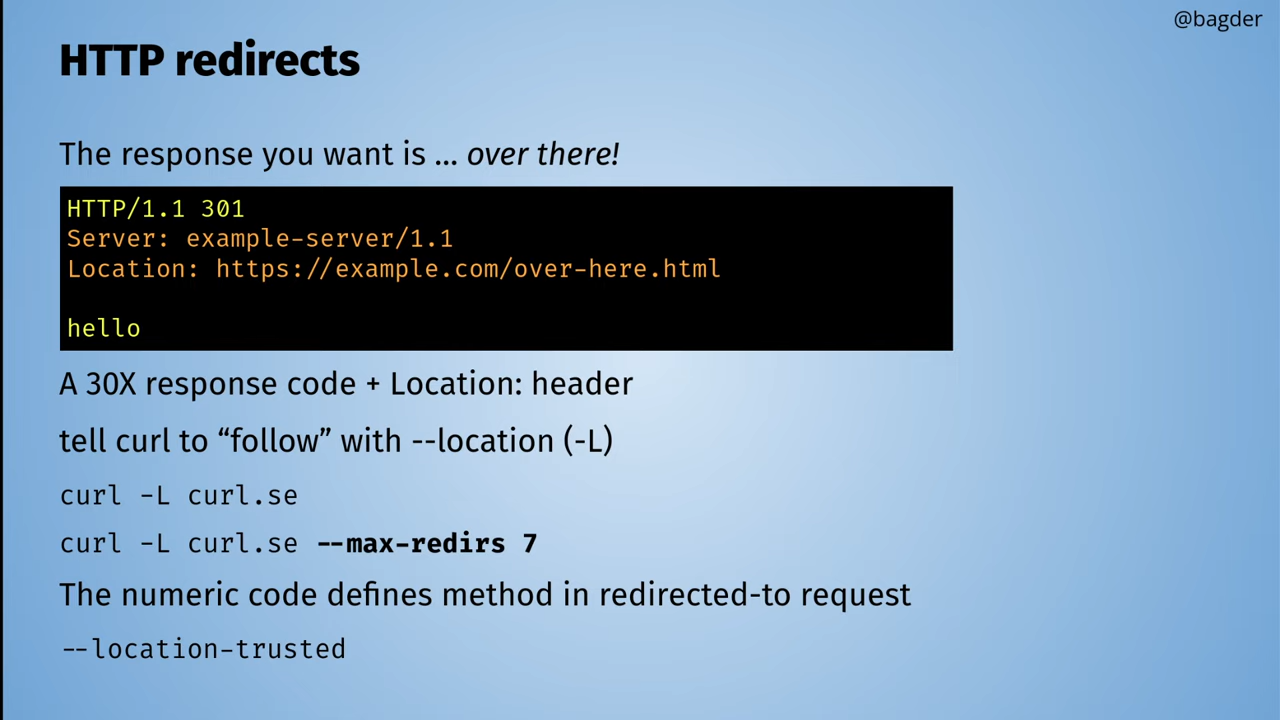 @bagder
HTTP redirects
The response you want is … over there!
HTTP/1.1 301
Server: example-server/1.1
Location: https://example.com/over-here.html
hello
A 30X response code + Location: header
tell curl to “follow” with --location (-L)
curl -L curl.se
curl -L curl.se --max-redirs 7
The numeric code defines method in redirected-to request
--location-trusted